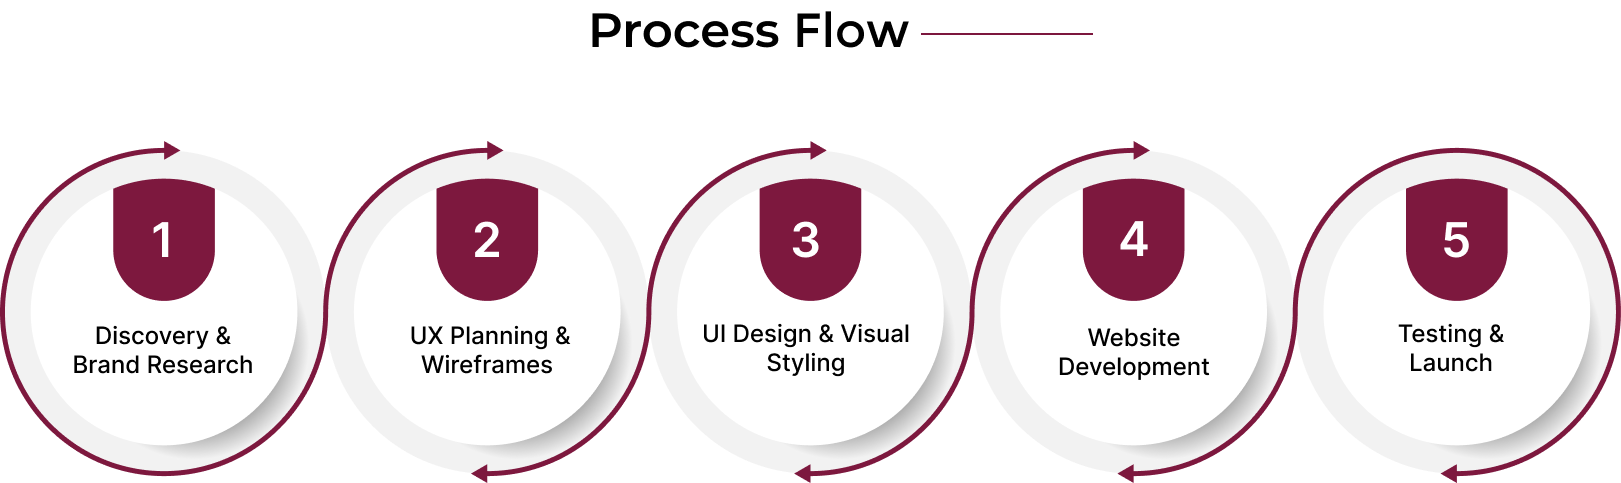 Process Flow
1
Discovery &
Brand Research
2
UX Planning &
Wireframes
3
UI Design & Visual
Styling
4
Website
Development
5
Testing &
Launch